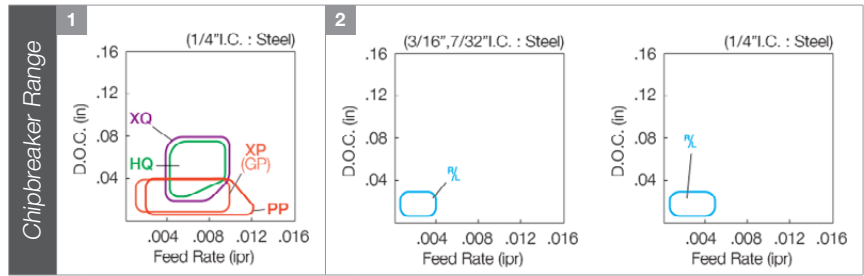 Chipbreaker Range
1
(1/4"I.C. : Steel)
D.O.C. (in)
.16
.12
.08
.04
XQ
HQ
XP
(GP)
PP
.004 .008 .012 .016
Feed Rate (ipr)
2
(3/16",7/32"I.C. : Steel)
D.O.C. (in)
.16
.12
.08
.04
R/L
.004 .008 .012 .016
Feed Rate (ipr)
(1/4"I.C. : Steel)
D.O.C. (in)
.16
.12
.08
.04
R/L
.004 .008 .012 .016
Feed Rate (ipr)